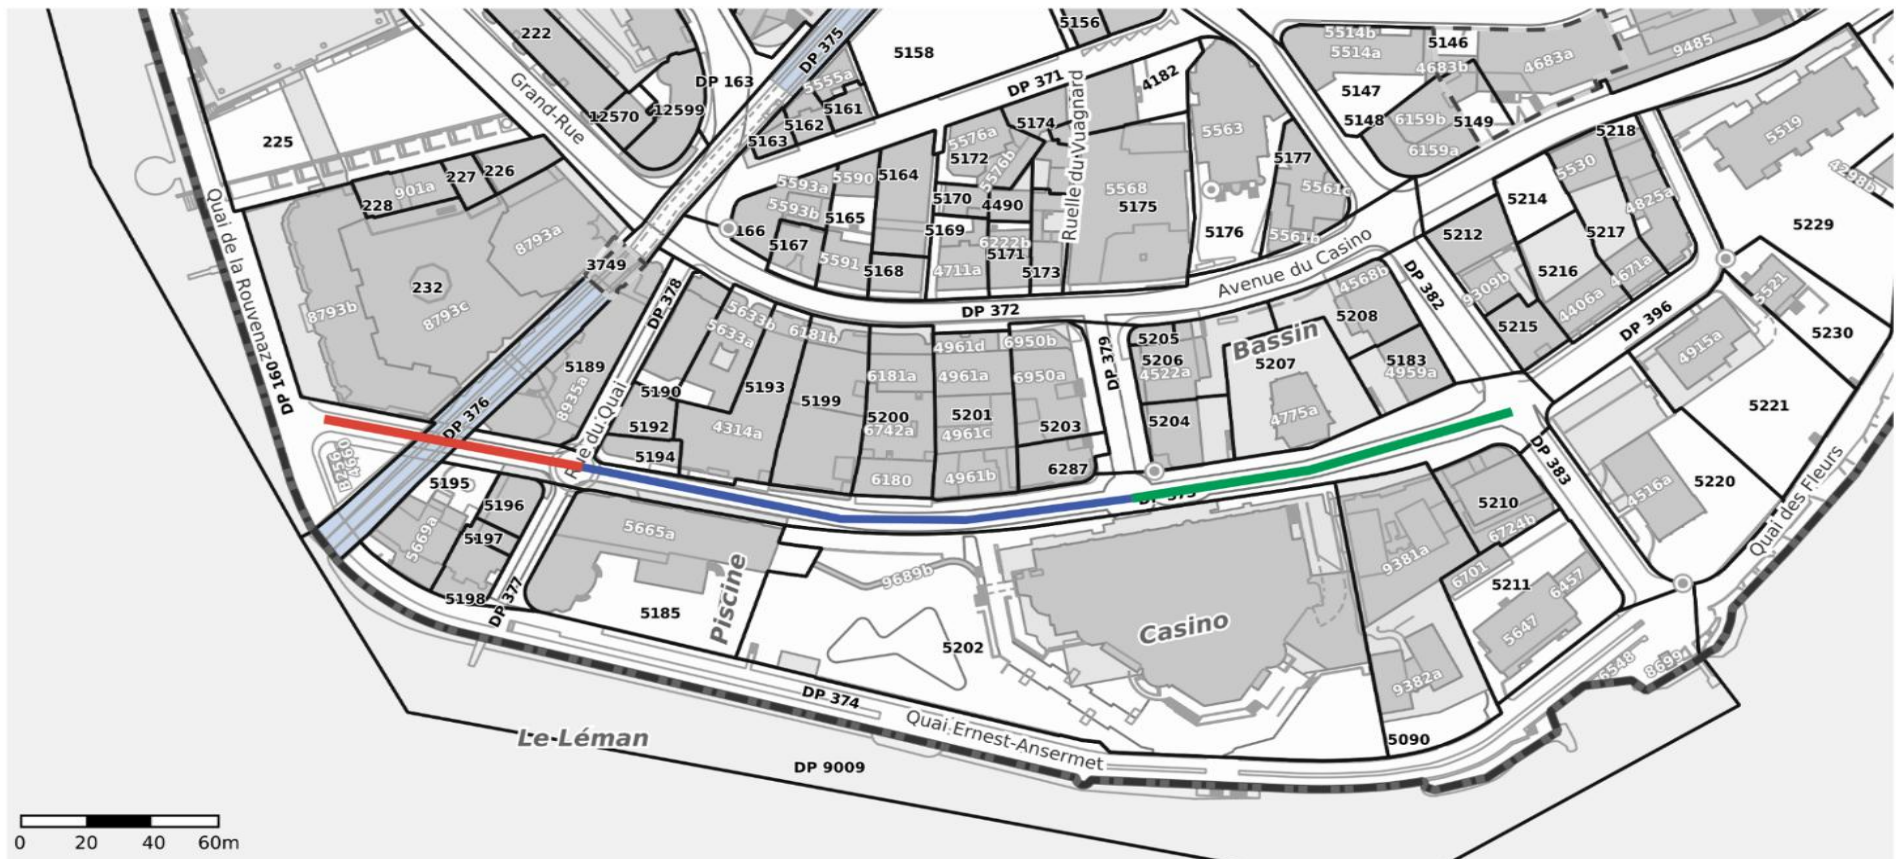 5156
222
DP 375
5158
5514b
5514a
5146
4683b
4683a
9485
DP 163
5555a
DP 371
4182
5147
Grand-Rue
12570
12599
5161
5162
5163
5174
5576a
5172
5576b
Ruelle du Vuagnard
5563
5148
6159b
5149
6159a
5218
5519
4298b
225
227
226
901a
228
5593a
5590
5164
5593b
5165
5170
4490
5568
5175
5177
5561c
5561b
5176
5530
5214
4825a
5229
Quai de la Rouvenaz
8793a
166
5167
5591
5168
5169
4711a
6222b
5171
5173
Avenue du Casino
5212
5217
5216
4671a
9309b
4406a
5215
5521
3749
232
8793b
8793c
DP 378
DP 372
4568b
DP 382
DP 396
5230
4915a
5633b
5633a
6181b
4961d
6950b
DP 379
5205
5206
4522a
Bassin
5208
5207
5183
4959a
5189
8935a
5190
5193
5199
6181a
4961a
6950a
DP 160
DP 376
Rue du Quai
5192
4314a
5200
6742a
5201
4961c
5203
5204
4775a
5221
5194
6180
4961b
6287
DP 383
5195
5196
5669a
5197
5665a
DP 373
5210
6724b
4516a
5220
Quai des Fleurs
5198
DP 377
5185
Piscine
9689b
5202
Casino
9381a
6701
5211
6457
5647
DP 374
Quai Ernest-Ansermet
9382a
6548
8699
5090
Le Léman
DP 9009
0 20 40 60m